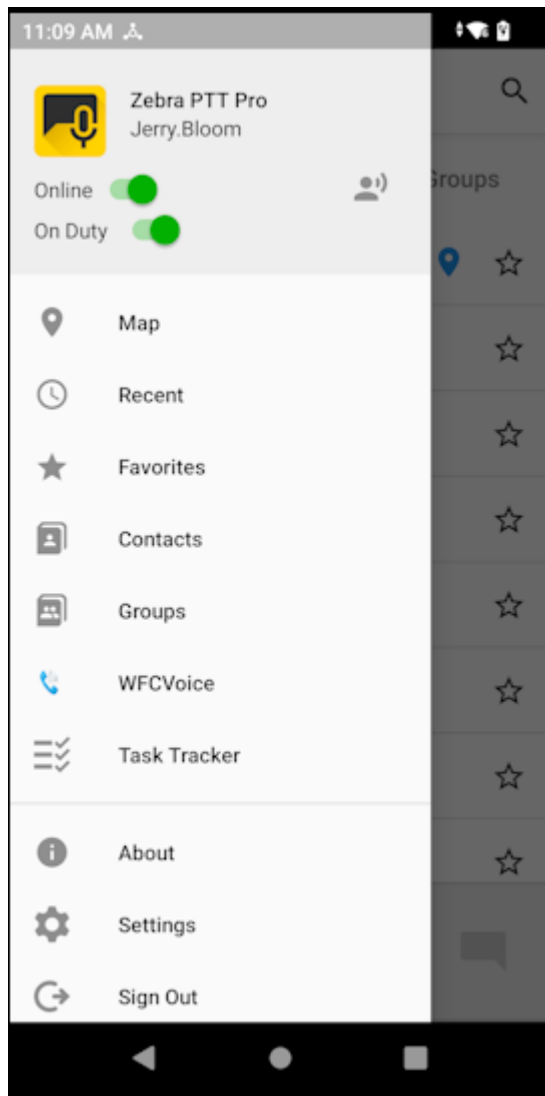 11:09 AM
Zebra PTT Pro
Jerry.Bloom
Online
On Duty
Map
Recent
Favorites
Contacts
Groups
WFCVoice
Task Tracker
About
Settings
Sign Out